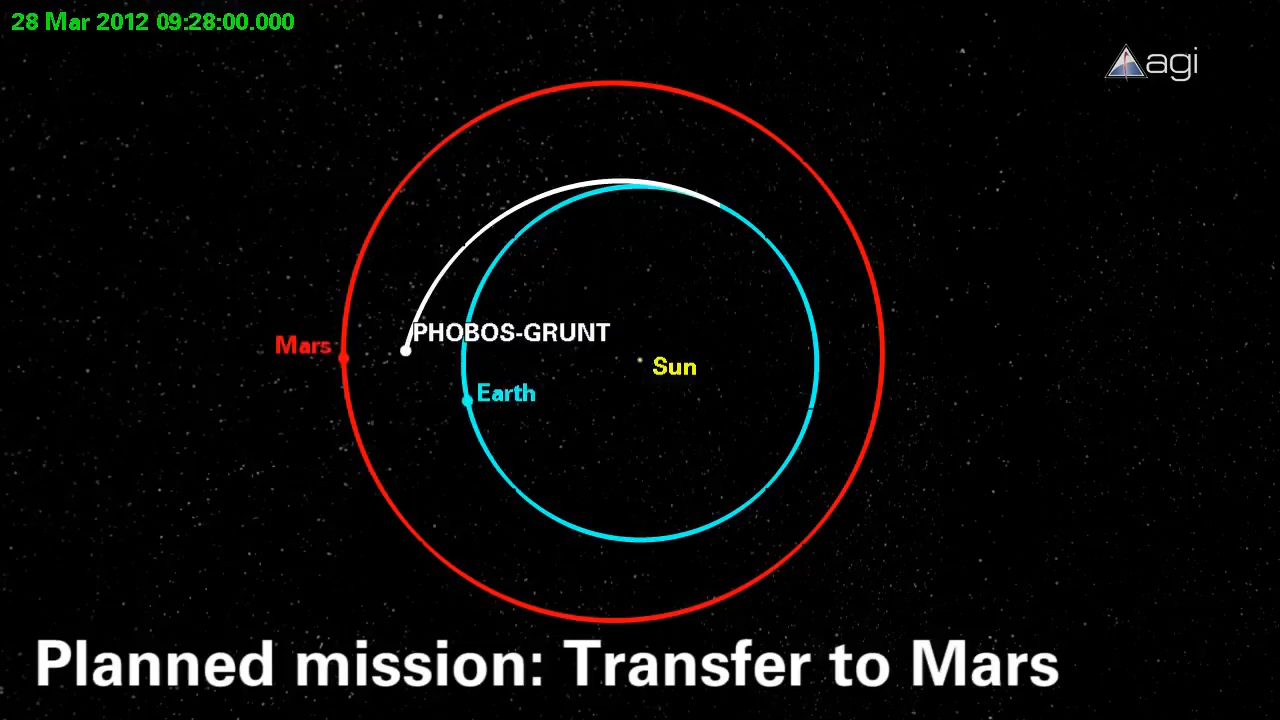 28 Mar 2012 09:28:00.000
agi
PHOBOS-GRUNT
Mars
Sun
Earth
Planned mission: Transfer to Mars